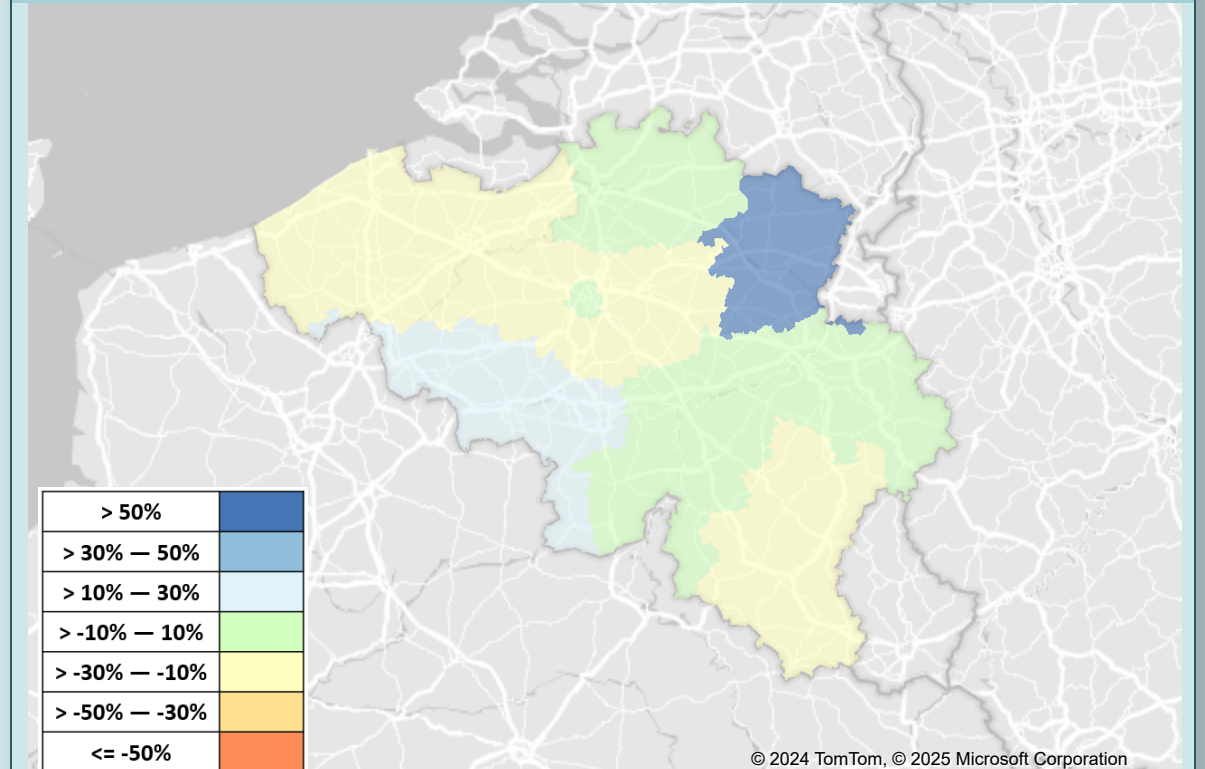 > 50%
> 30% — 50%
> 10% — 30%
> -10% — 10%
> -30% — -10%
> -50% — -30%
<= -50%
© 2024 TomTom, © 2025 Microsoft Corporation